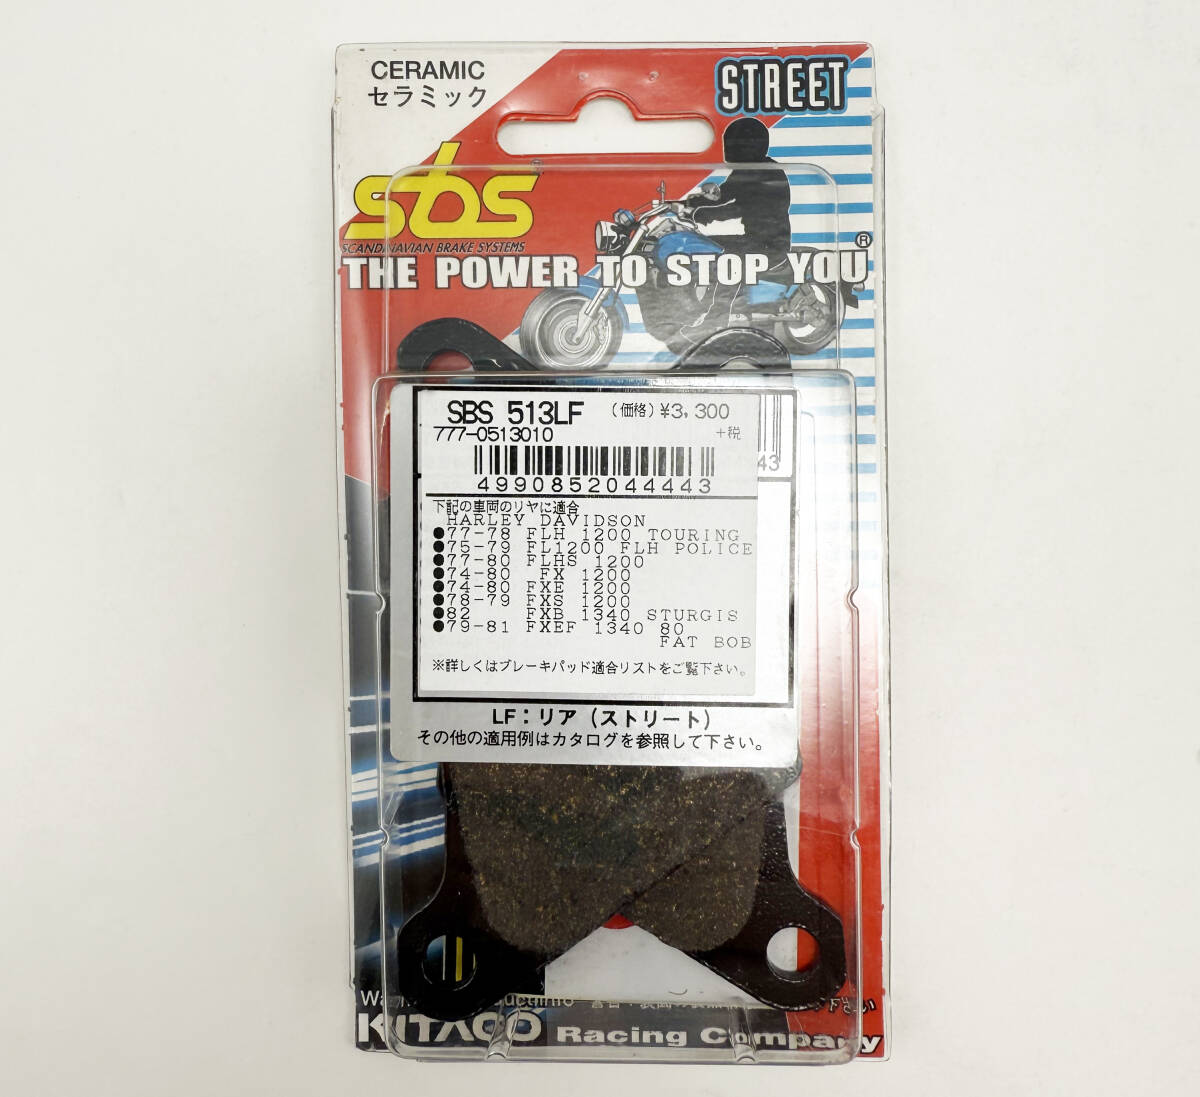 CERAMIC
セラミック
STREET
sbs®
SCANDINAVIAN BRAKE SYSTEMS
THE POWER TO STOP YOU®
SBS 513LF （価格）¥3,300
777-0513010 +税
43
4990852044443
下記の車両のリヤに適合
HARLEY DAVIDSON
●77-78 FLH 1200 TOURING
●75-79 FL1200 FLH POLICE
●77-80 FLHS 1200
●74-80 FX 1200
●74-80 FXE 1200
●78-79 FXS 1200
●82 FXB 1340 STURGIS
●79-81 FXEF 1340 80
FAT BOB
※詳しくはブレーキパッド適合リストをご覧下さい。
LF：リア（ストリート）
その他の適用例はカタログを参照して下さい。
下さい
KITACO Racing Company